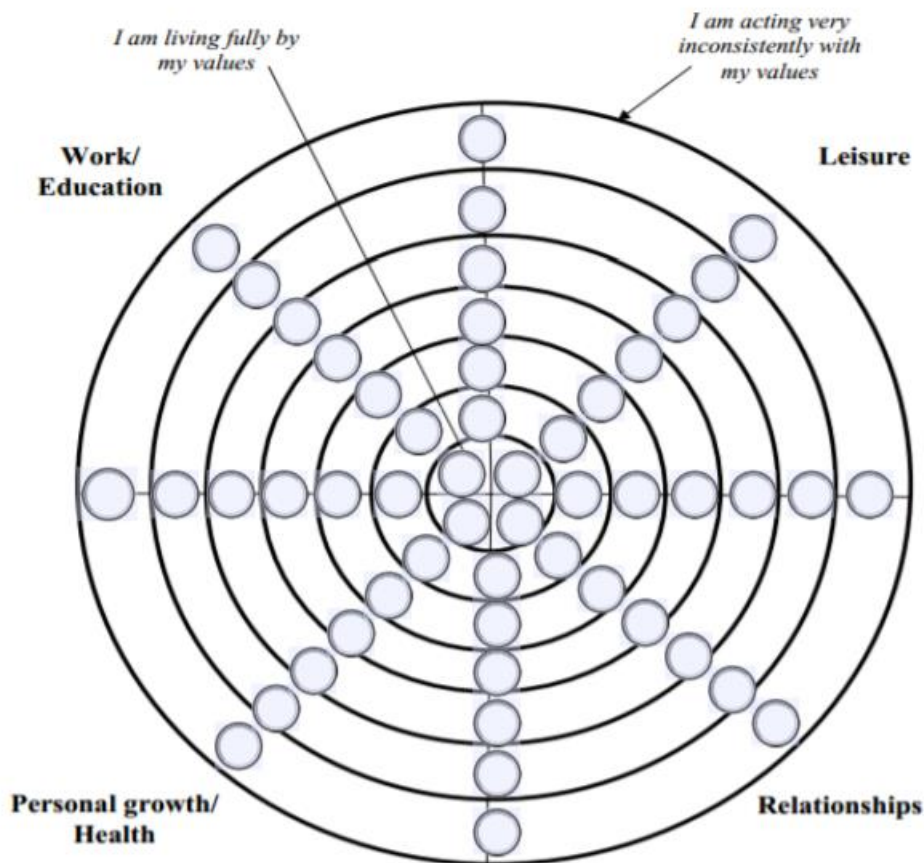 I am living fully by
my values
I am acting very
inconsistently with
my values
Work/
Education
Leisure
Personal growth/
Health
Relationships